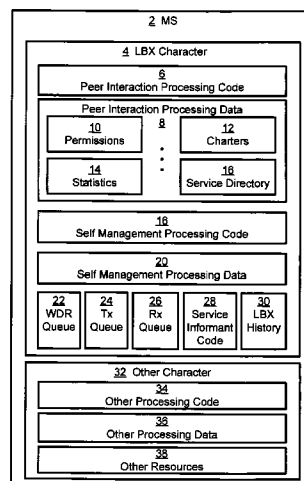 2 MS
4 LBX Character
6
Peer Interaction Processing Code
Peer Interaction Processing Data
10
Permissions
8
12
Charters
14
Statistics
16
Service Directory
18
Self Management Processing Code
20
Self Management Processing Data
22
WDR
Queue
24
Tx
Queue
26
Rx
Queue
28
Service
Informant
Code
30
LBX
History
32 Other Character
34
Other Processing Code
36
Other Processing Data
38
Other Resources